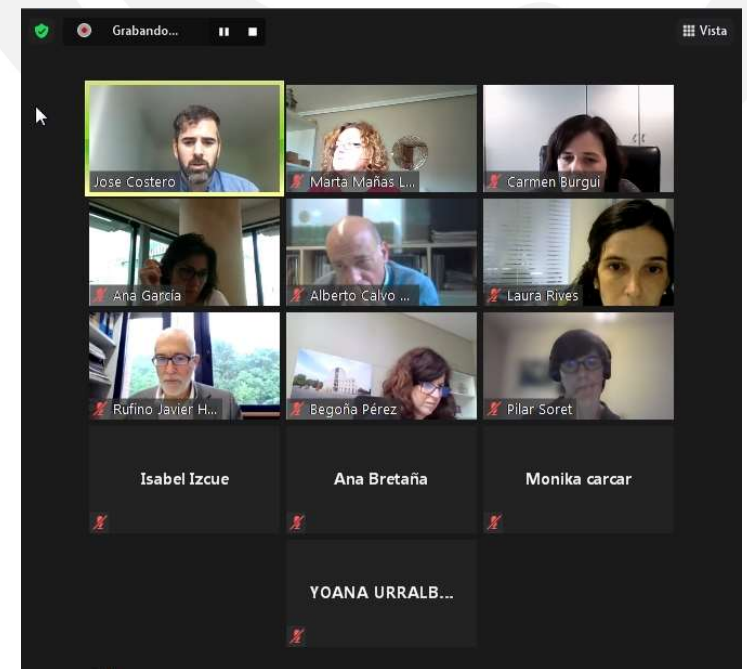 Grabando...
Vista
Jose Costero
Marta Mañas L...
Carmen Burgui
Ana García
Alberto Calvo ...
Laura Rives
Rufino Javier H...
Begoña Pérez
Pilar Soret
Isabel Izcue
Ana Bretaña
Monika carcar
YOANA URRALB...